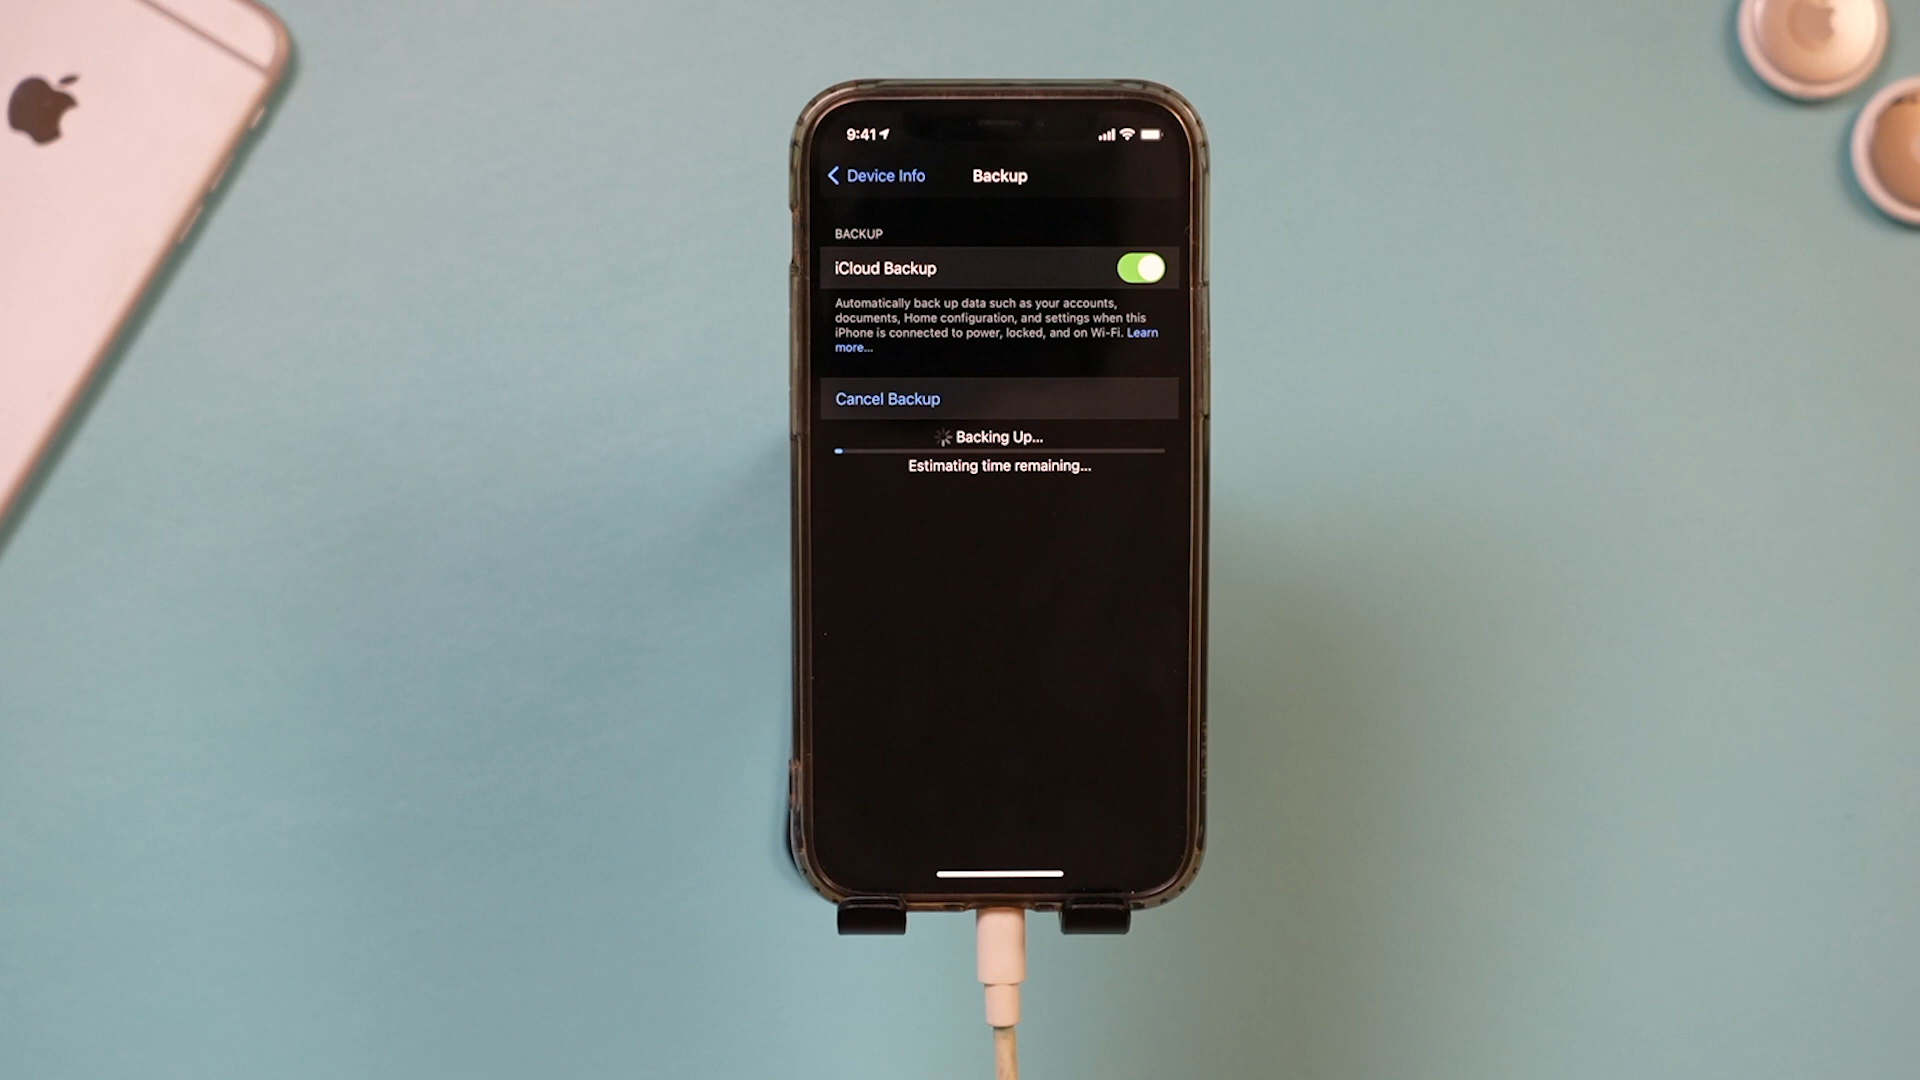 9:41
Device Info
Backup
BACKUP
iCloud Backup
Automatically back up data such as your accounts,
documents, Home configuration, and settings when this
iPhone is connected to power, locked, and on Wi-Fi. Learn
more...
Cancel Backup
Backing Up...
Estimating time remaining...